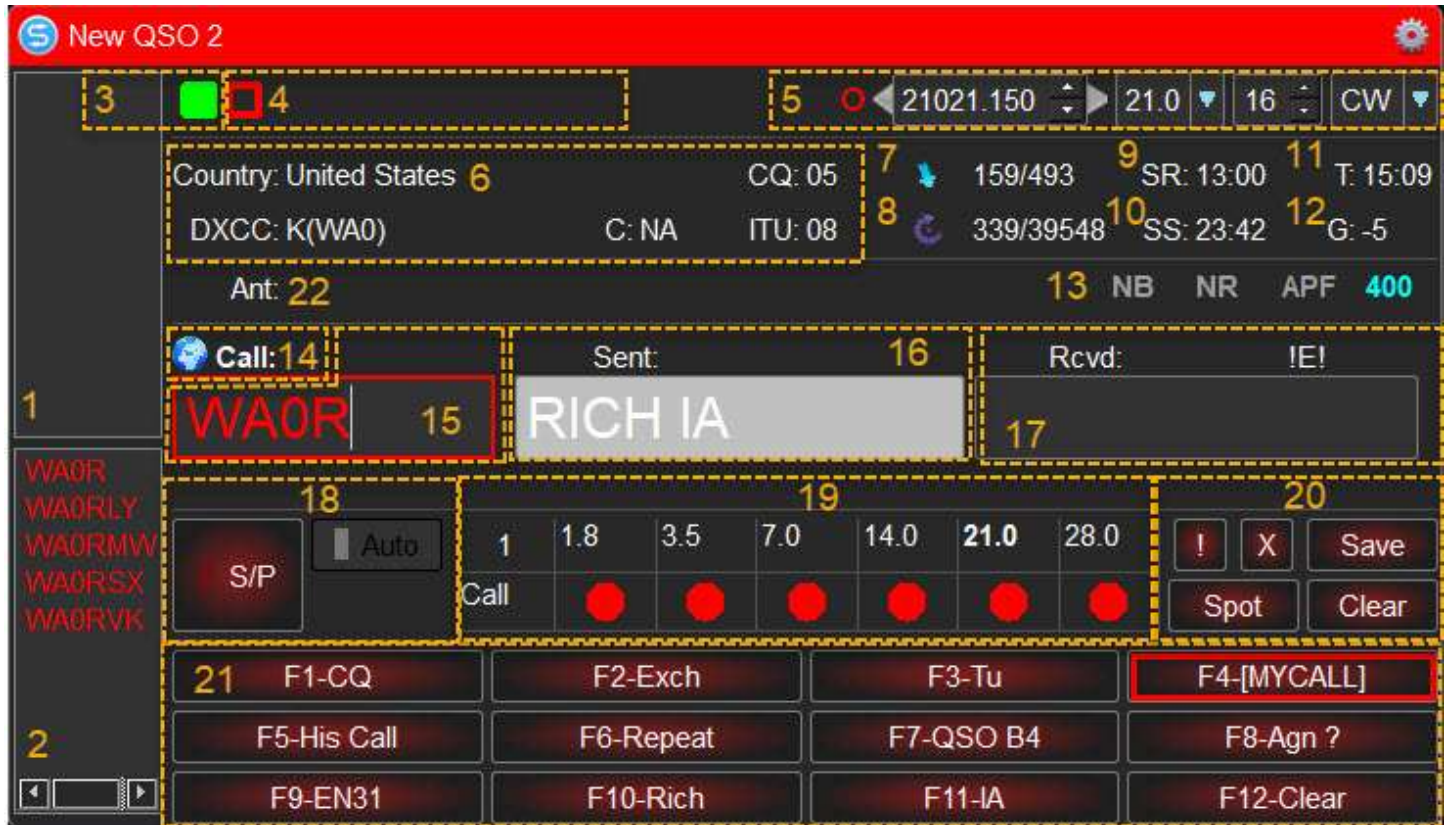 New QSO 2
3 4 5 21021.150 21.0 16 CW
Country: United States 6 CQ: 05 7 159/493 9 SR: 13:00 11 T: 15:09
DXCC: K(WA0) C: NA ITU: 08 8 339/39548 10 SS: 23:42 12 G: -5
Ant: 22 13 NB NR APF 400
Call: 14 Sent: 16 Rcvd: !E!
1 WA0R 15 RICH IA 17
WA0R
WA0RLY
WA0RMW
WA0RSX
WA0RVK
2
18 19 20
S/P Auto 1 1.8 3.5 7.0 14.0 21.0 28.0 ! X Save
Call Spot Clear
21 F1-CQ F2-Exch F3-Tu F4-[MYCALL]
F5-His Call F6-Repeat F7-QSO B4 F8-Agn ?
F9-EN31 F10-Rich F11-IA F12-Clear